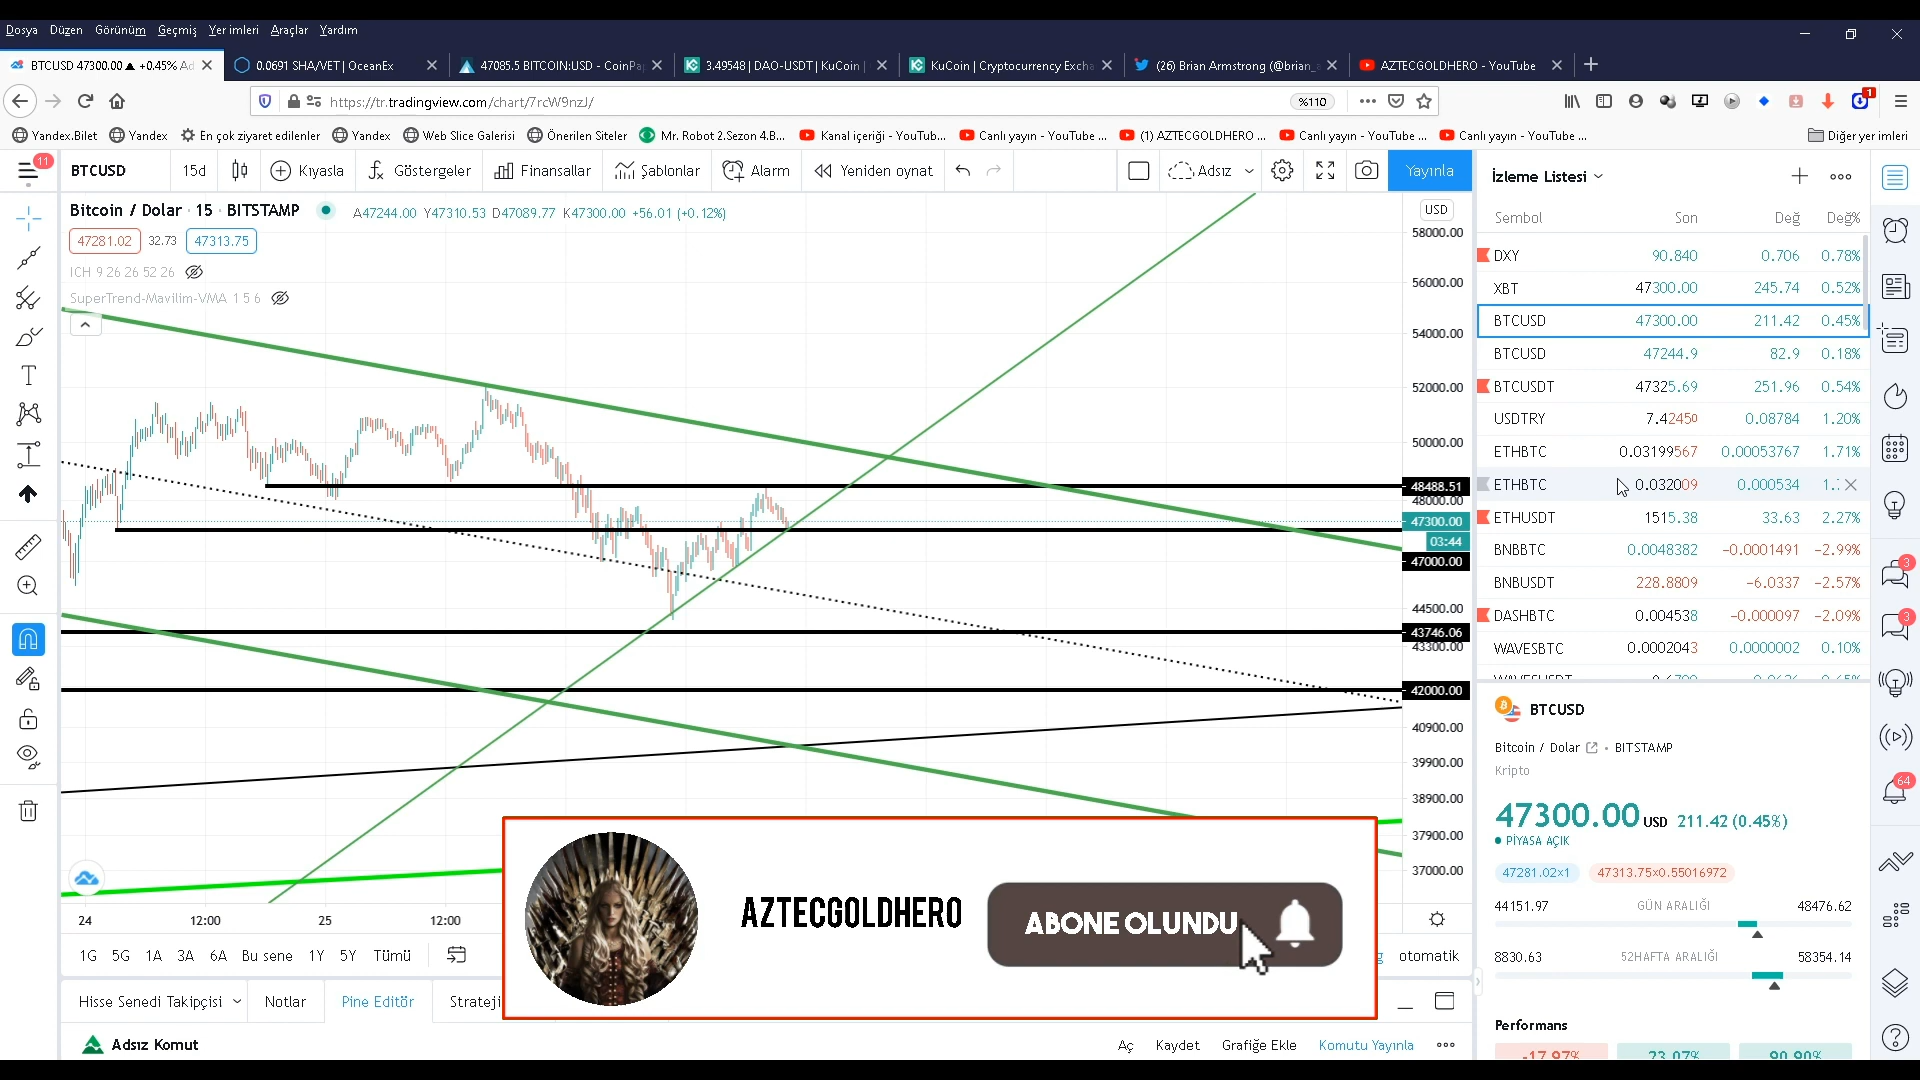 Dosya Düzen Görünüm Geçmiş Yer imleri Araçlar Yardım
BTCUSD 47300.00 ▲ +0.45% Ad
0.0691 SHA/VET | OceanEx
47085.5 BITCOIN:USD - CoinPa
3.49548 | DAO-USDT | KuCoin |
KuCoin | Cryptocurrency Excha
(26) Brian Armstrong (@brian_a
AZTECGOLDHERO - YouTube
https://tr.tradingview.com/chart/7rcW9nzJ/
%110
1
Yandex.Bilet Yandex En çok ziyaret edilenler Yandex Web Slice Galerisi Önerilen Siteler Mr. Robot 2.Sezon 4.B... Kanal içeriği - YouTub... Canlı yayın - YouTube ... (1) AZTECGOLDHERO ... Canlı yayın - YouTube ... Canlı yayın - YouTube ... Diğer yer imleri
11
BTCUSD 15d Kıyasla Göstergeler Finansallar Şablonlar Alarm Yeniden oynat Adsız Yayınla
Bitcoin / Dolar · 15 · BITSTAMP A47244.00 Y47310.53 D47089.77 K47300.00 +56.01 (+0.12%)
47281.02 32.73 47313.75
ICH 9 26 26 52 26
SuperTrend-Mavilim-VMA 1 5 6
USD
58000.00
56000.00
54000.00
52000.00
50000.00
48488.51
48000.00
47300.00
03:44
47000.00
44500.00
43746.06
43300.00
42000.00
40900.00
39900.00
38900.00
37900.00
37000.00
24 12:00 25 12:00
1G 5G 1A 3A 6A Bu sene 1Y 5Y Tümü
otomatik
AZTECGOLDHERO
ABONE OLUNDU
Hisse Senedi Takipçisi Notlar Pine Editör Strateji
Adsız Komut
Aç Kaydet Grafiğe Ekle Komutu Yayınla
İzleme Listesi
Sembol Son Değ Değ%
DXY 90.840 0.706 0.78%
XBT 47300.00 245.74 0.52%
BTCUSD 47300.00 211.42 0.45%
BTCUSD 47244.9 82.9 0.18%
BTCUSDT 47325.69 251.96 0.54%
USDTRY 7.42450 0.08784 1.20%
ETHBTC 0.03199567 0.00053767 1.71%
ETHBTC 0.032009 0.000534
ETHUSDT 1515.38 33.63 2.27%
BNBBTC 0.0048382 −0.0001491 −2.99%
BNBUSDT 228.8809 −6.0337 −2.57%
DASHBTC 0.004538 −0.000097 −2.09%
WAVESBTC 0.0002043 0.0000002 0.10%
BTCUSD
Bitcoin / Dolar • BITSTAMP
Kripto
47300.00 USD 211.42 (0.45%)
PİYASA AÇIK
47281.02×1 47313.75×0.55016972
44151.97 GÜN ARALIĞI 48476.62
8830.63 52HAFTA ARALIĞI 58354.14
Performans
-17.97% 23.07% 90.90%
3
3
64